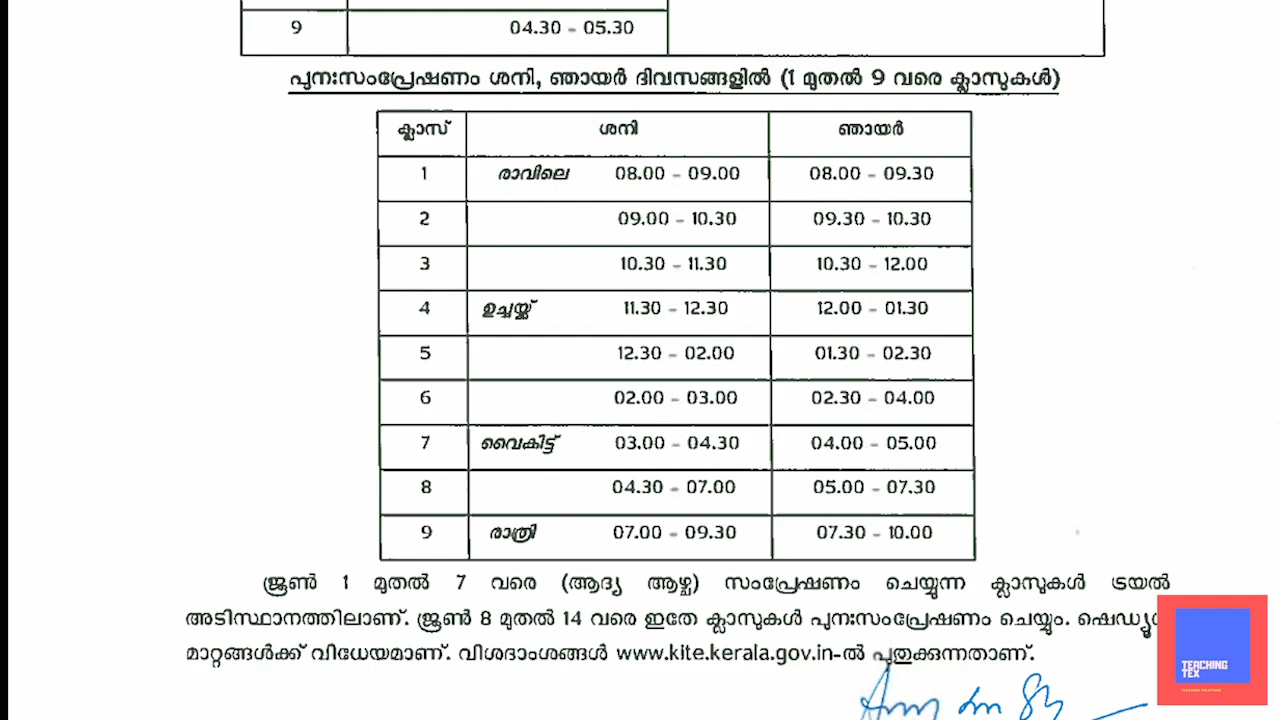 9 04.30 - 05.30
പുനഃസംപ്രേഷണം ശനി, ഞായർ ദിവസങ്ങളിൽ (1 മുതൽ 9 വരെ ക്ലാസുകൾ)
ക്ലാസ് ശനി ഞായർ
1 രാവിലെ 08.00 - 09.00 08.00 - 09.30
2 09.00 - 10.30 09.30 - 10.30
3 10.30 - 11.30 10.30 - 12.00
4 ഉച്ചയ്ക്ക് 11.30 - 12.30 12.00 - 01.30
5 12.30 - 02.00 01.30 - 02.30
6 02.00 - 03.00 02.30 - 04.00
7 വൈകിട്ട് 03.00 - 04.30 04.00 - 05.00
8 04.30 - 07.00 05.00 - 07.30
9 രാത്രി 07.00 - 09.30 07.30 - 10.00
ജൂൺ 1 മുതൽ 7 വരെ (ആദ്യ ആഴ്ച) സംപ്രേഷണം ചെയ്യുന്ന ക്ലാസുകൾ ട്രയൽ
അടിസ്ഥാനത്തിലാണ്. ജൂൺ 8 മുതൽ 14 വരെ ഇതേ ക്ലാസുകൾ പുനഃസംപ്രേഷണം ചെയ്യും.
മാറ്റങ്ങൾക്ക് വിധേയമാണ്. വിശദാംശങ്ങൾ www.kite.kerala.gov.in-ൽ പുതുക്കുന്നതാണ്.
TEACHING
TEX
TEACHING SOLUTIONS